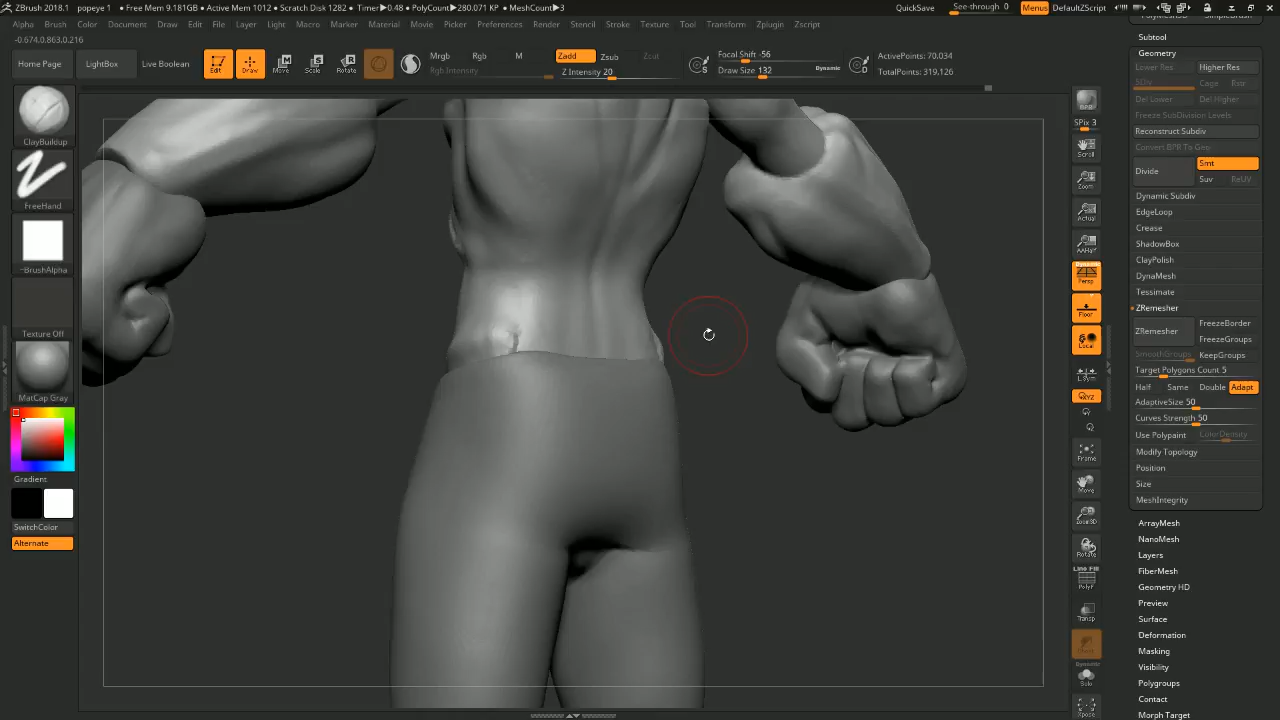 ZBrush 2018.1 popeye 1 • Free Mem 9.181GB • Active Mem 1012 • Scratch Disk 1282 • Timer▶0.48 • PolyCount▶280.071 KP • MeshCount▶3 QuickSave See-through 0 Menus DefaultZScript
Alpha Brush Color Document Draw Edit File Layer Light Macro Marker Material Movie Picker Preferences Render Stencil Stroke Texture Tool Transform Zplugin Zscript
-0.674,0.863,0.216
Home Page
LightBox
Live Boolean
Edit
Draw
Move
Scale
Rotate
Mrgb Rgb M
Rgb Intensity
Zadd Zsub Zcut
Z Intensity 20
S
Focal Shift -56
Draw Size 132 Dynamic
D
ActivePoints: 70,034
TotalPoints: 319,126
ClayBuildup
FreeHand
~BrushAlpha
Texture Off
MatCap Gray
Gradient
SwitchColor
Alternate
BPR
SPix 3
Scroll
Zoom
Actual
AAHalf
Dynamic
Persp
Floor
Local
L.Sym
XYZ
Frame
Move
Zoom3D
Rotate
Line Fill
PolyF
Transp
Dynamic
Solo
Xpose
PolyMesh3D SimpleBrush
Subtool
Geometry
Lower Res Higher Res
SDiv Cage Rstr
Del Lower Del Higher
Freeze SubDivision Levels
Reconstruct Subdiv
Convert BPR To Geo
Divide Smt
Suv ReUV
Dynamic Subdiv
EdgeLoop
Crease
ShadowBox
ClayPolish
DynaMesh
Tessimate
ZRemesher
ZRemesher FreezeBorder
FreezeGroups
SmoothGroups KeepGroups
Target Polygons Count 5
Half Same Double Adapt
AdaptiveSize 50
Curves Strength 50
Use Polypaint ColorDensity
Modify Topology
Position
Size
MeshIntegrity
ArrayMesh
NanoMesh
Layers
FiberMesh
Geometry HD
Preview
Surface
Deformation
Masking
Visibility
Polygroups
Contact
Morph Target